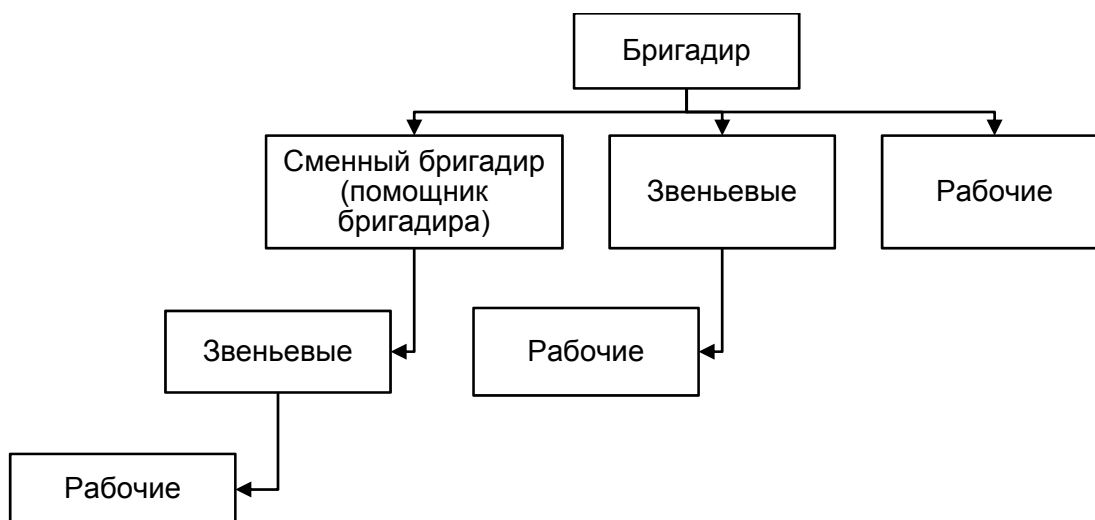 Бригадир
Сменный бригадир
(помощник
бригадира)
Звеньевые
Рабочие
Звеньевые
Рабочие
Рабочие